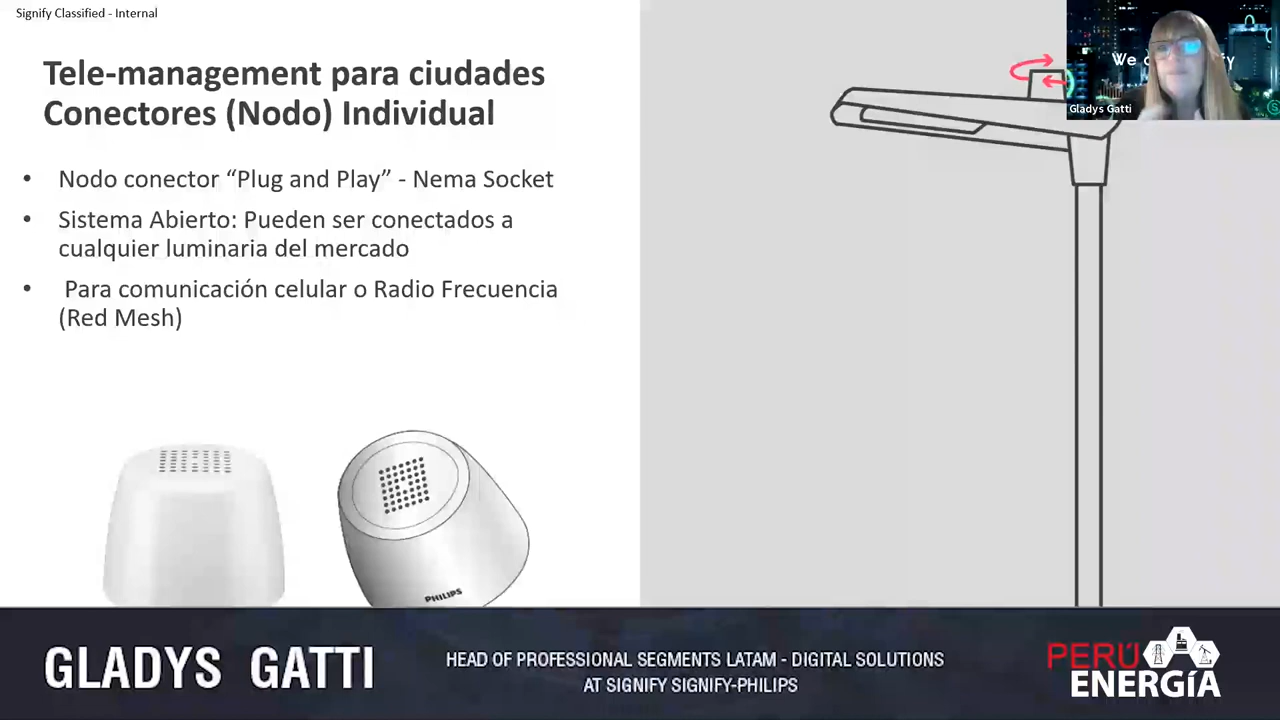 Signify Classified - Internal
Tele-management para ciudades
Conectores (Nodo) Individual
• Nodo conector “Plug and Play” - Nema Socket
• Sistema Abierto: Pueden ser conectados a
cualquier luminaria del mercado
• Para comunicación celular o Radio Frecuencia
(Red Mesh)
PHILIPS
Gladys Gatti
GLADYS GATTI
HEAD OF PROFESSIONAL SEGMENTS LATAM - DIGITAL SOLUTIONS
AT SIGNIFY SIGNIFY-PHILIPS
PERÚ
ENERGÍA